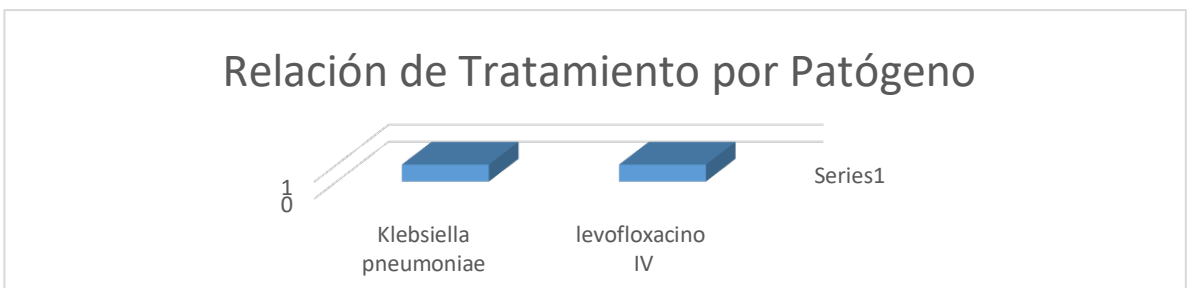 Relación de Tratamiento por Patógeno
1
0
Series1
Klebsiella
pneumoniae
levofloxacino
IV